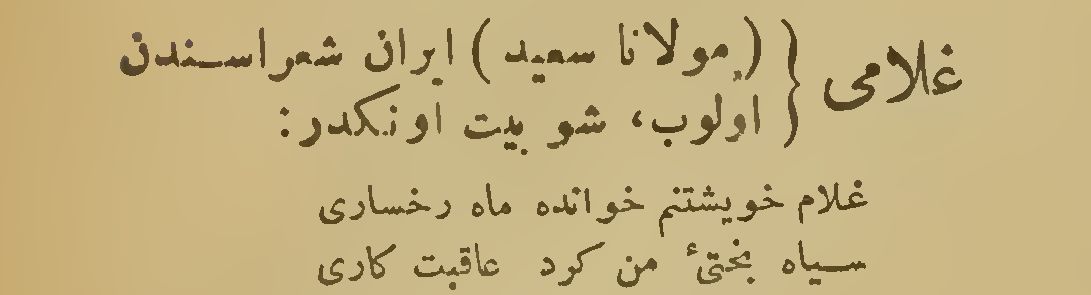 غلامی { (مولانا سعید) ایران شعراسندن
اولوب، شو بیت اونکدر:
غلام خویشتنم خوانده ماه رخساری
سیاه بختیٔ من کرد عاقبت کاری